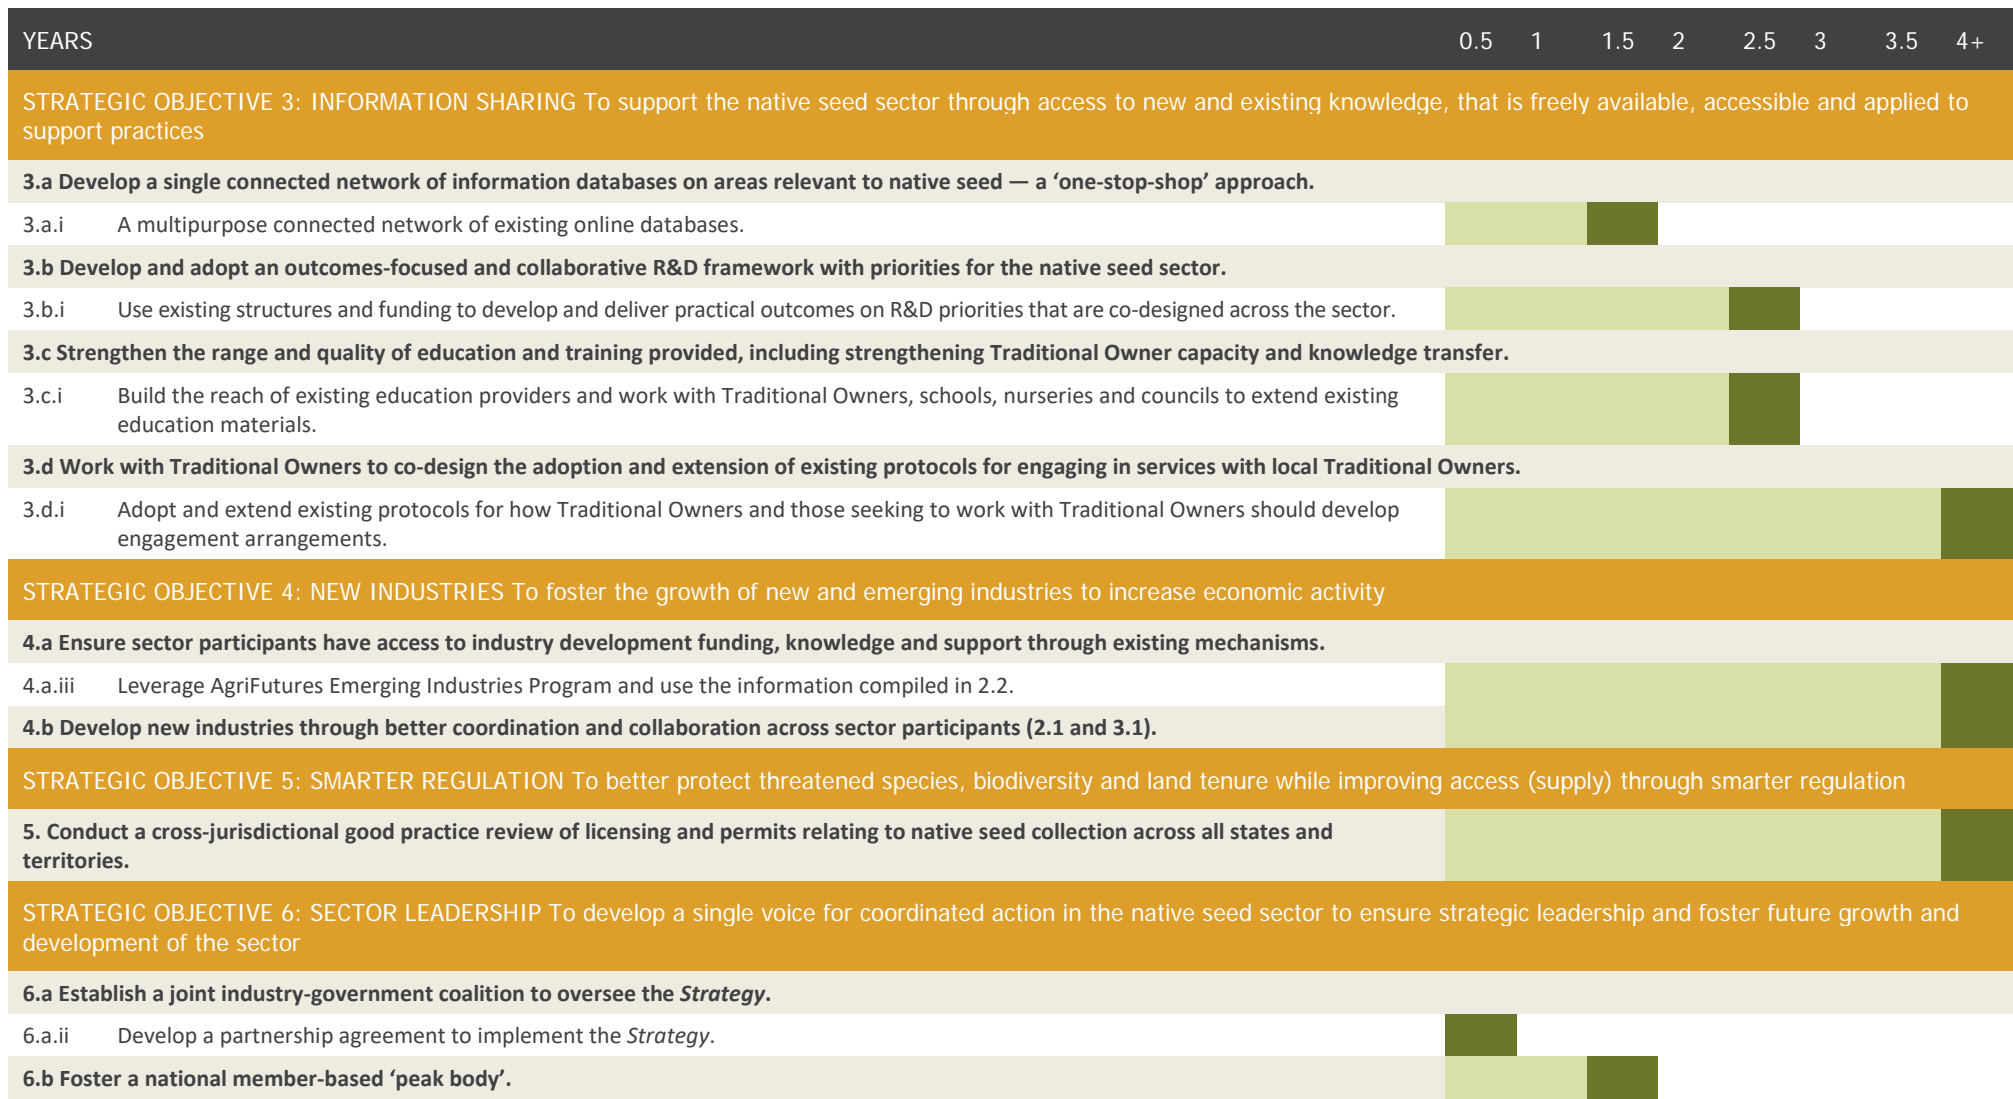 YEARS 0.5 1 1.5 2 2.5 3 3.5 4+
STRATEGIC OBJECTIVE 3: INFORMATION SHARING To support the native seed sector through access to new and existing knowledge, that is freely available, accessible and applied to
support practices
3.a Develop a single connected network of information databases on areas relevant to native seed — a ‘one-stop-shop’ approach.
3.a.i A multipurpose connected network of existing online databases.
3.b Develop and adopt an outcomes-focused and collaborative R&D framework with priorities for the native seed sector.
3.b.i Use existing structures and funding to develop and deliver practical outcomes on R&D priorities that are co-designed across the sector.
3.c Strengthen the range and quality of education and training provided, including strengthening Traditional Owner capacity and knowledge transfer.
3.c.i Build the reach of existing education providers and work with Traditional Owners, schools, nurseries and councils to extend existing
education materials.
3.d Work with Traditional Owners to co-design the adoption and extension of existing protocols for engaging in services with local Traditional Owners.
3.d.i Adopt and extend existing protocols for how Traditional Owners and those seeking to work with Traditional Owners should develop
engagement arrangements.
STRATEGIC OBJECTIVE 4: NEW INDUSTRIES To foster the growth of new and emerging industries to increase economic activity
4.a Ensure sector participants have access to industry development funding, knowledge and support through existing mechanisms.
4.a.iii Leverage AgriFutures Emerging Industries Program and use the information compiled in 2.2.
4.b Develop new industries through better coordination and collaboration across sector participants (2.1 and 3.1).
STRATEGIC OBJECTIVE 5: SMARTER REGULATION To better protect threatened species, biodiversity and land tenure while improving access (supply) through smarter regulation
5. Conduct a cross-jurisdictional good practice review of licensing and permits relating to native seed collection across all states and
territories.
STRATEGIC OBJECTIVE 6: SECTOR LEADERSHIP To develop a single voice for coordinated action in the native seed sector to ensure strategic leadership and foster future growth and
development of the sector
6.a Establish a joint industry-government coalition to oversee the Strategy.
6.a.ii Develop a partnership agreement to implement the Strategy.
6.b Foster a national member-based ‘peak body’.